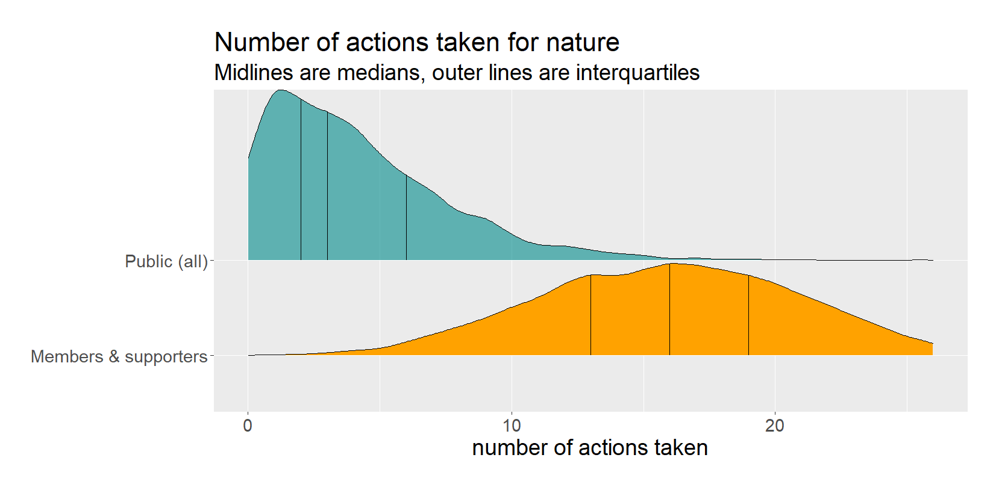 Number of actions taken for nature
Midlines are medians, outer lines are interquartiles
Public (all)
Members & supporters
0
10
20
number of actions taken